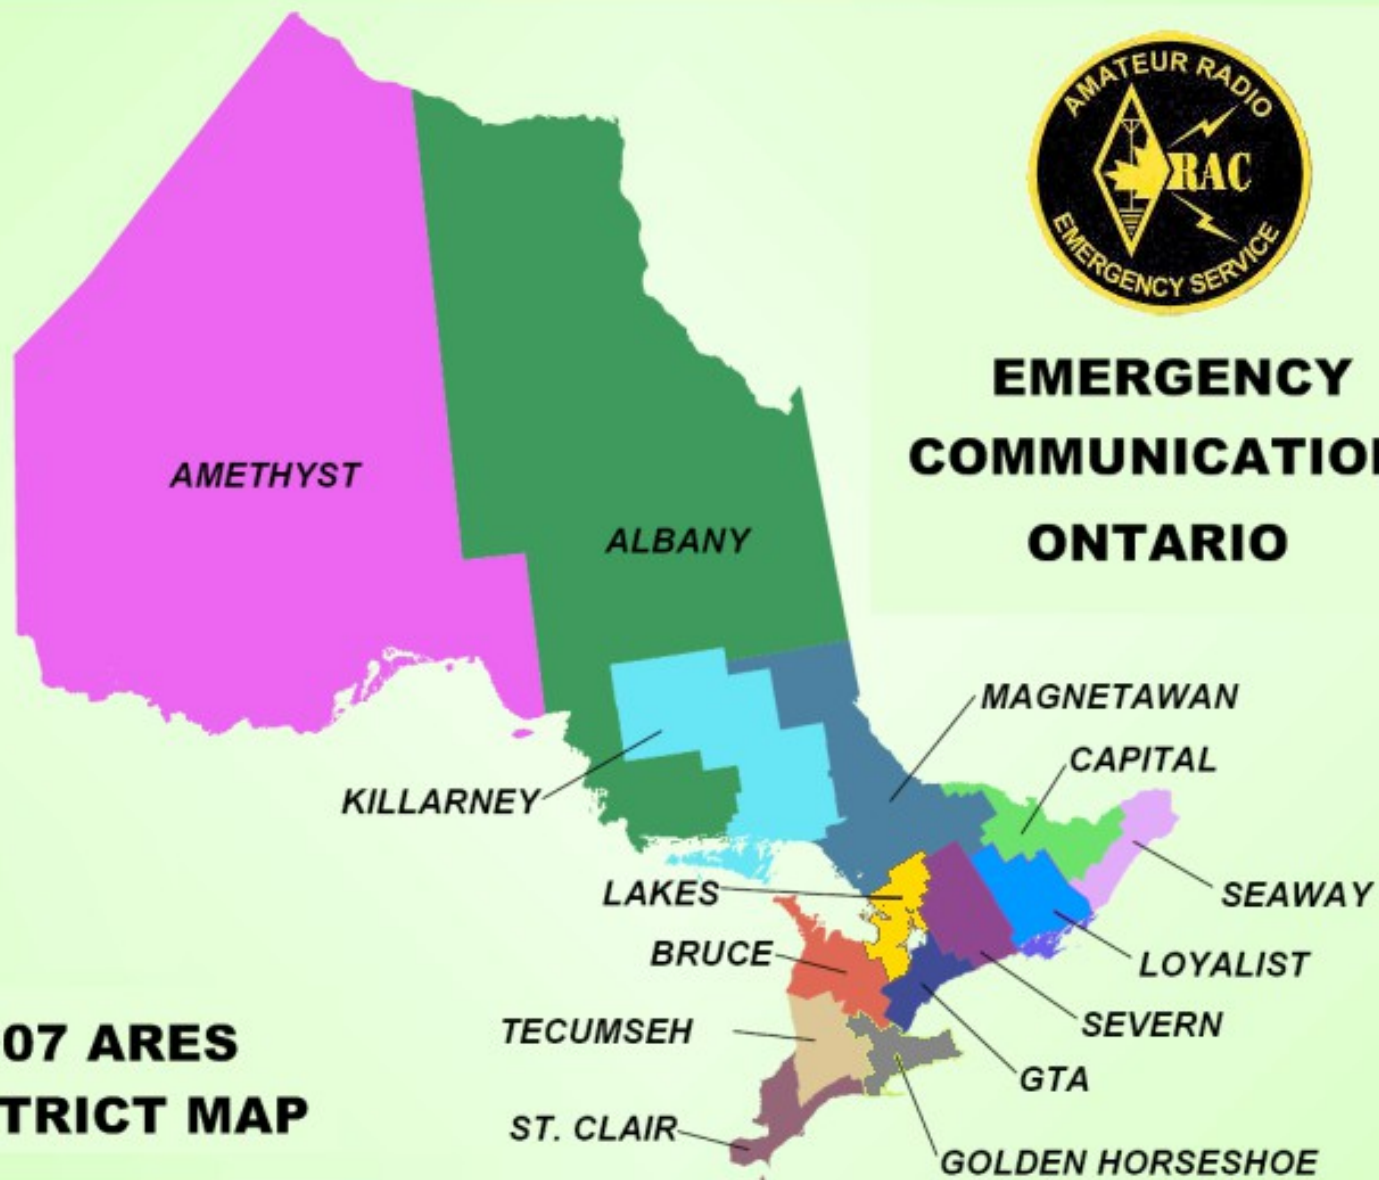 AMATEUR RADIO
RAC
EMERGENCY SERVICE
EMERGENCY
COMMUNICATION
ONTARIO
AMETHYST
ALBANY
MAGNETAWAN
CAPITAL
KILLARNEY
LAKES
SEAWAY
BRUCE
LOYALIST
TECUMSEH
SEVERN
GTA
ST. CLAIR
GOLDEN HORSESHOE
07 ARES
TRICT MAP